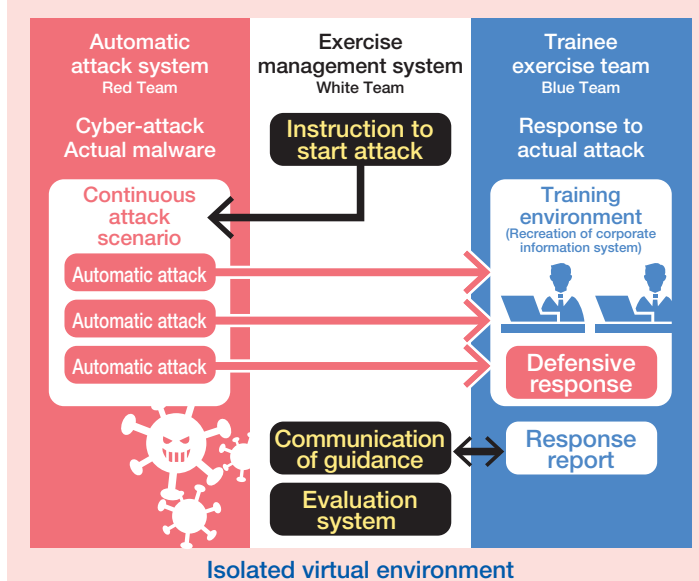 Automatic
attack system
Red Team
Cyber-attack
Actual malware
Continuous
attack
scenario
Automatic attack
Automatic attack
Automatic attack
Exercise
management system
White Team
Instruction to
start attack
Communication
of guidance
Evaluation
system
Trainee
exercise team
Blue Team
Response to
actual attack
Training
environment
(Recreation of corporate
information system)
Defensive
response
Response
report
Isolated virtual environment